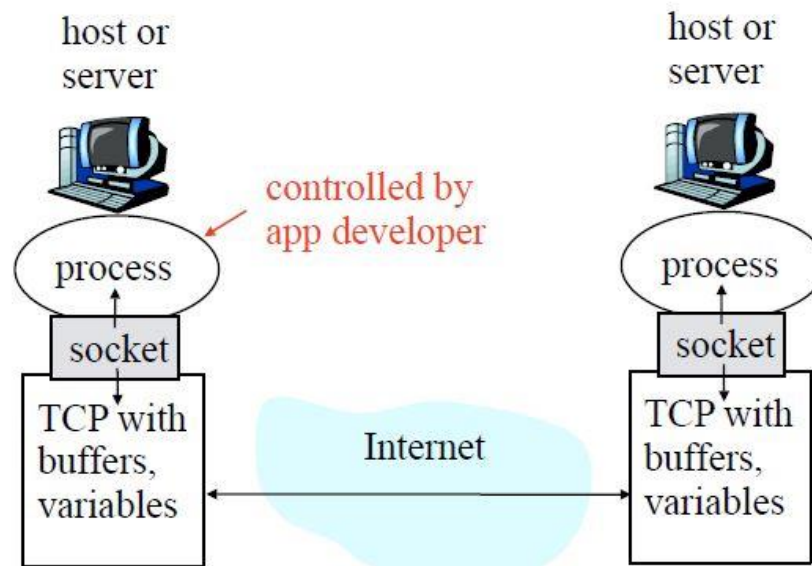 host or
server
host or
server
controlled by
app developer
process
process
socket
socket
TCP with
buffers,
variables
Internet
TCP with
buffers,
variables